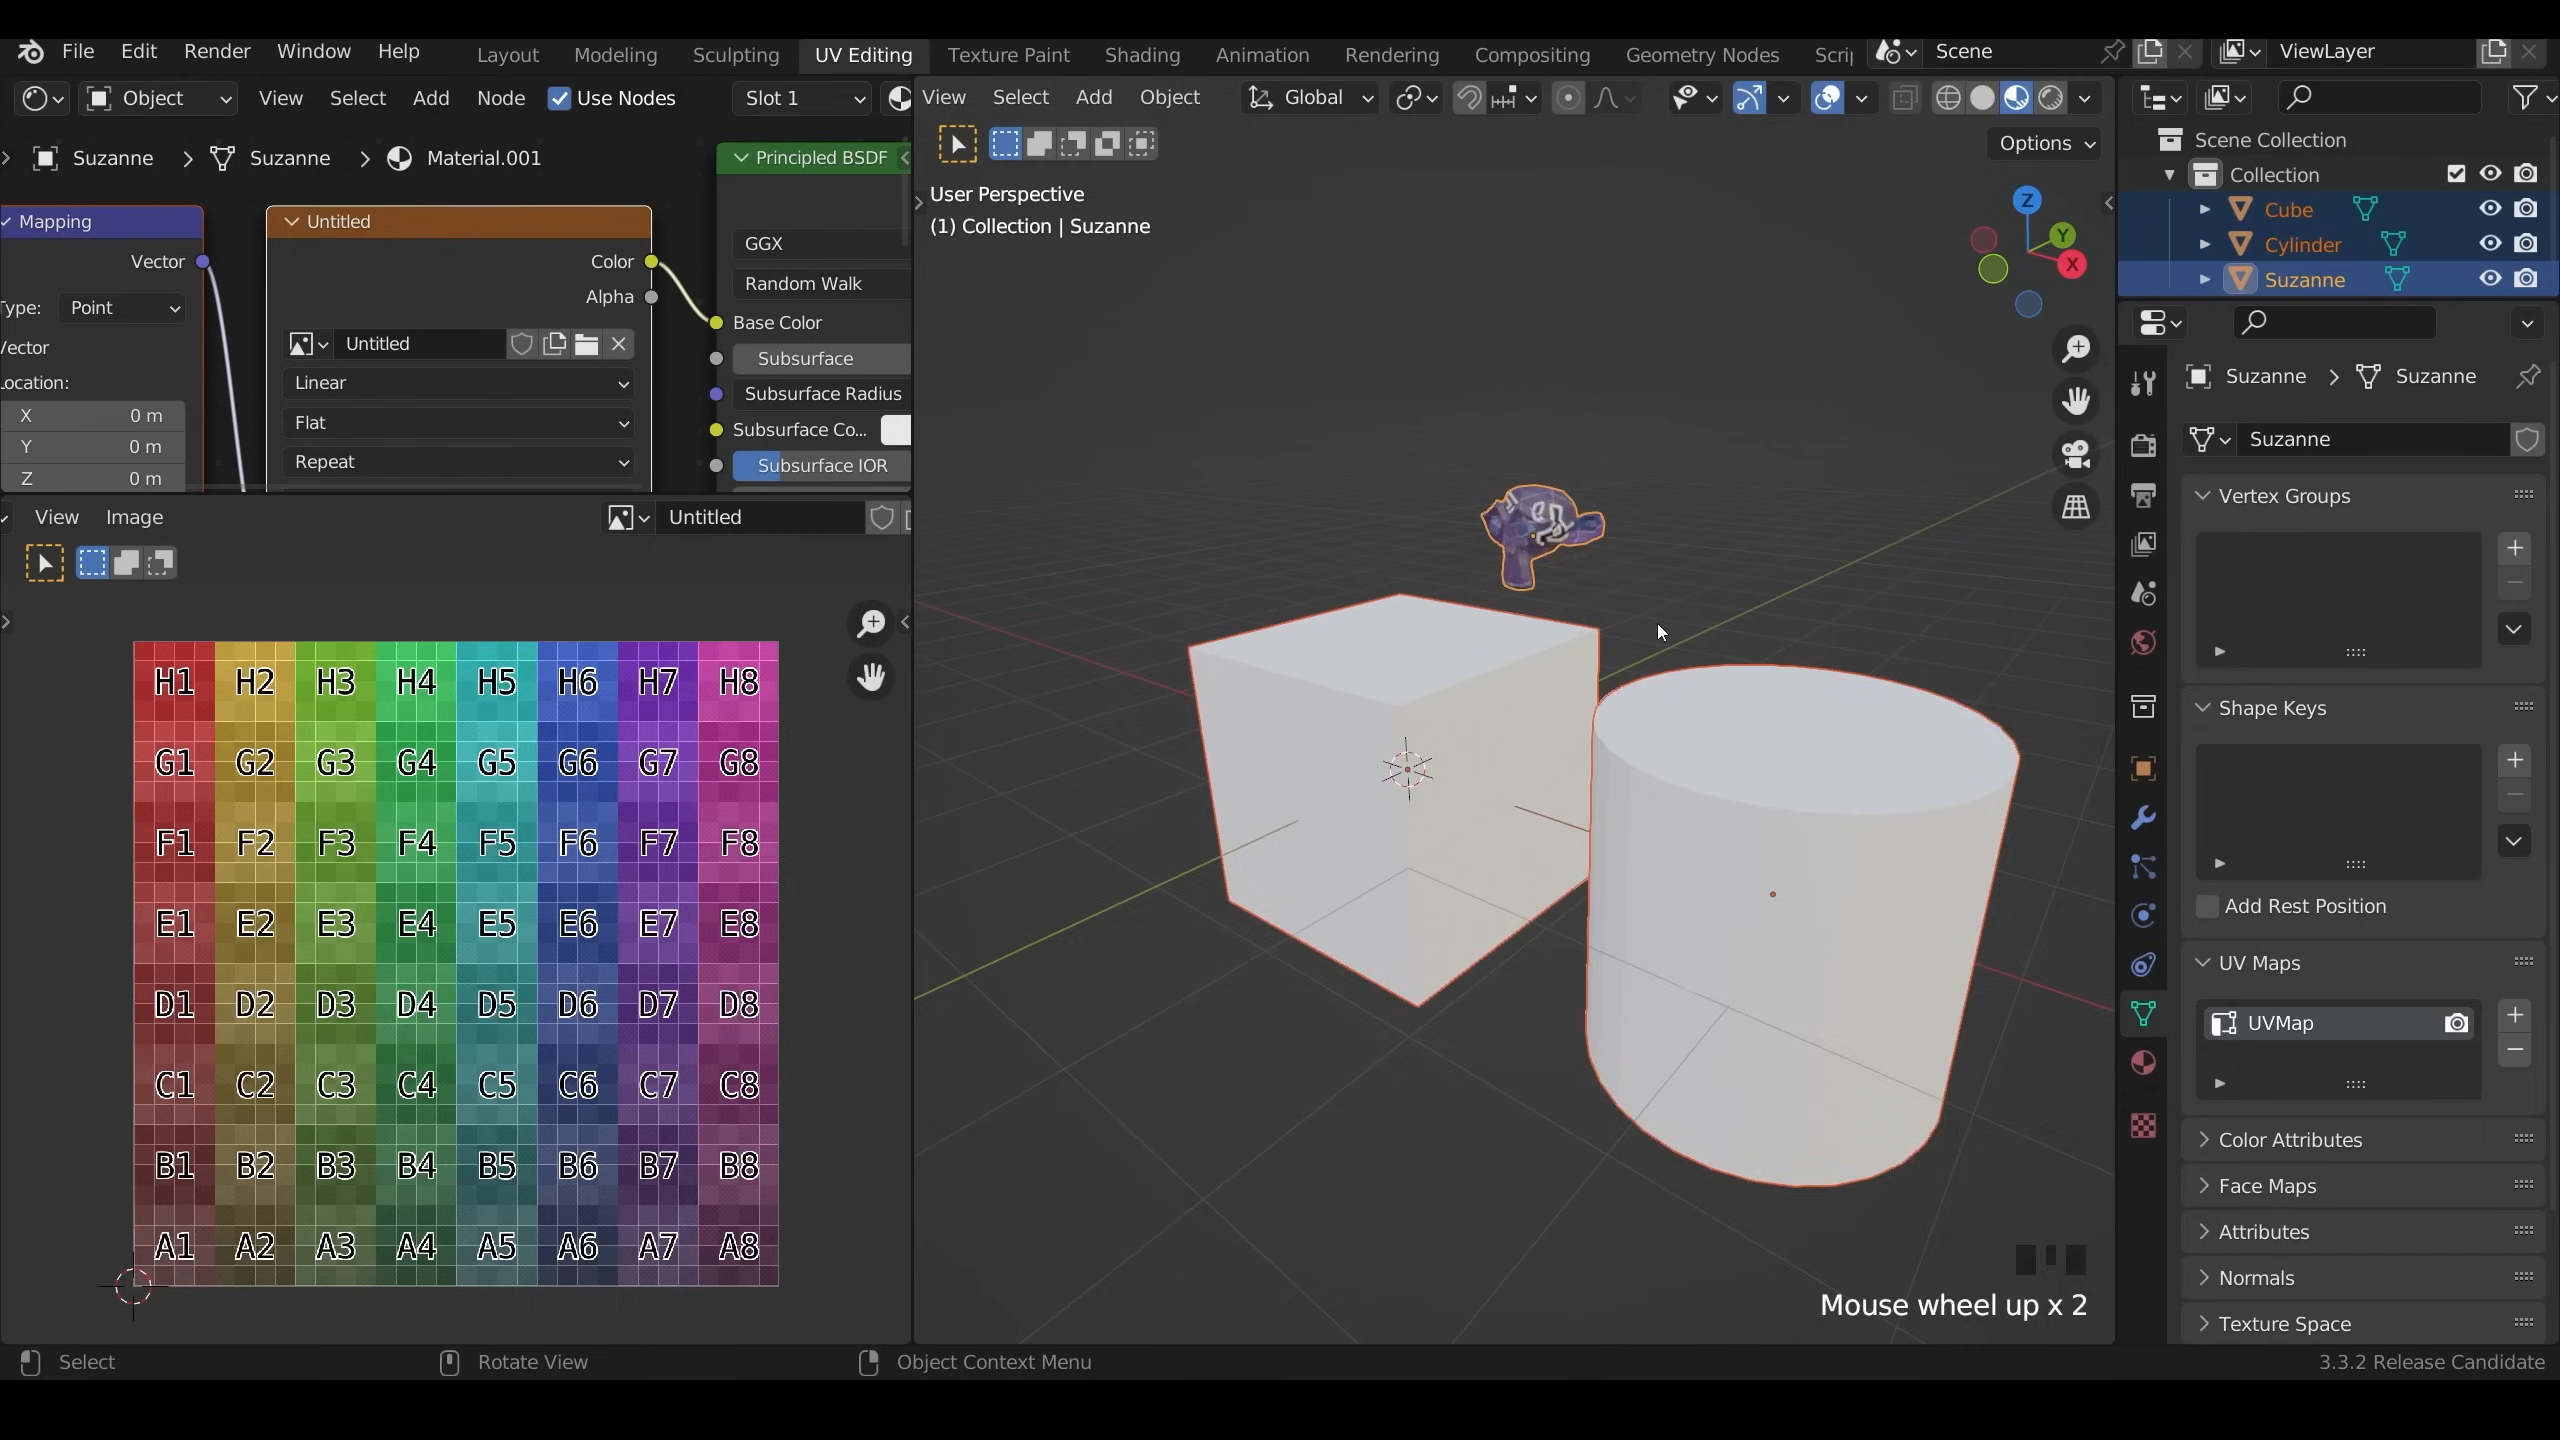 File Edit Render Window Help Layout Modeling Sculpting UV Editing Texture Paint Shading Animation Rendering Compositing Geometry Nodes Scrip Scene ViewLayer
Object View Select Add Node Use Nodes Slot 1
View Select Add Object Global
Options
Suzanne > Suzanne > Material.001
Principled BSDF
Mapping
Vector
Type: Point
Vector
Location:
X 0 m
Y 0 m
Z 0 m
Untitled
Color
Alpha
Untitled
Linear
Flat
Repeat
GGX
Random Walk
Base Color
Subsurface
Subsurface Radius
Subsurface Co...
Subsurface IOR
User Perspective
(1) Collection | Suzanne
Z
Y
X
View Image Untitled
H1 H2 H3 H4 H5 H6 H7 H8
G1 G2 G3 G4 G5 G6 G7 G8
F1 F2 F3 F4 F5 F6 F7 F8
E1 E2 E3 E4 E5 E6 E7 E8
D1 D2 D3 D4 D5 D6 D7 D8
C1 C2 C3 C4 C5 C6 C7 C8
B1 B2 B3 B4 B5 B6 B7 B8
A1 A2 A3 A4 A5 A6 A7 A8
Mouse wheel up x 2
Scene Collection
Collection
Cube
Cylinder
Suzanne
Suzanne > Suzanne
Suzanne
Vertex Groups
Shape Keys
Add Rest Position
UV Maps
UVMap
Color Attributes
Face Maps
Attributes
Normals
Texture Space
Select Rotate View Object Context Menu 3.3.2 Release Candidate